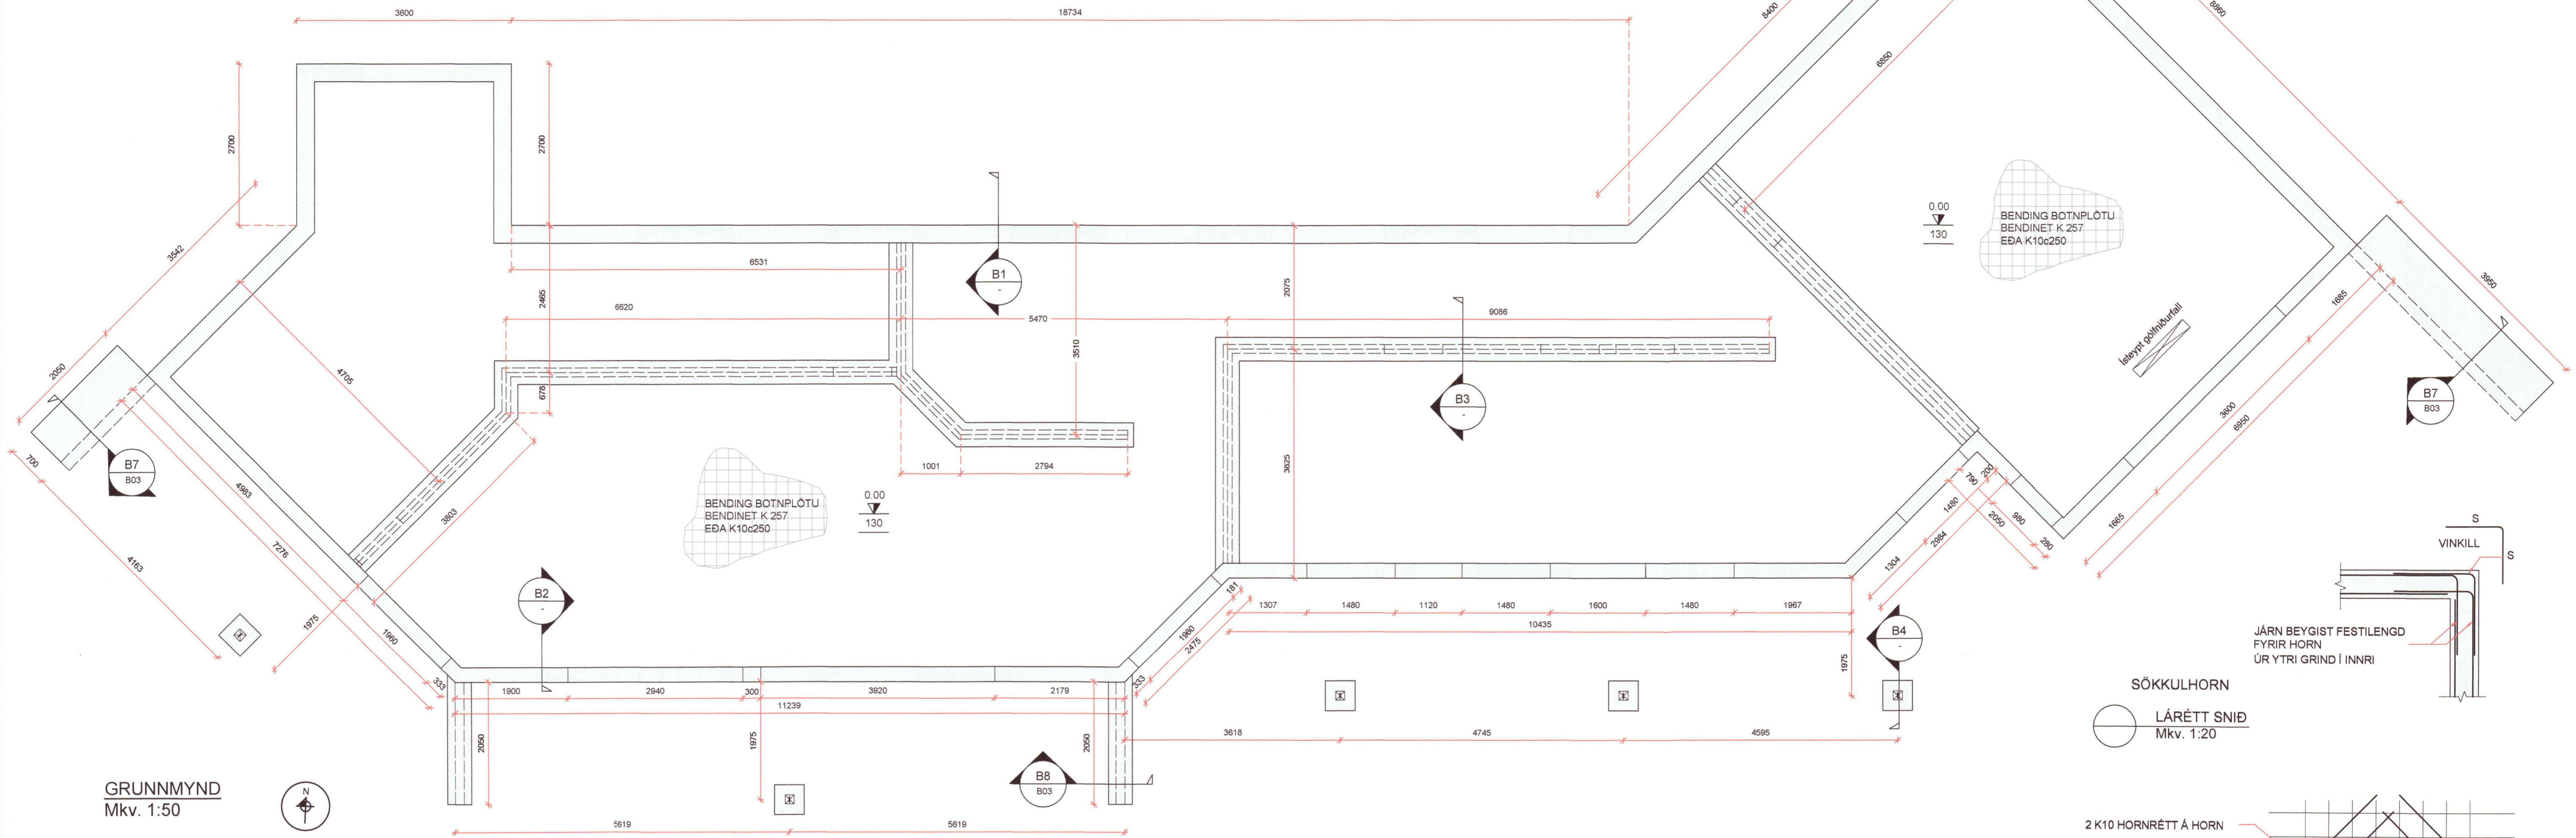 3600
18734
8400
8860
6850
2700
2700
3542
2050
700
4163
4705
4983
7276
1960
1975
333
3803
6531
2465
6620
678
5470
3510
1001
2794
2075
9086
3825
B1
-
B2
-
B3
-
B4
-
B7
B03
B7
B03
B8
B03
BENDING BOTNPLÖTU
BENDINET K 257
EÐA K10c250
0.00
130
0.00
130
BENDING BOTNPLÖTU
BENDINET K 257
EÐA K10c250
Ísteypt gólfniðurfall
3950
1685
3600
6950
1665
200
790
1480
980
2050
2984
280
1304
1307
1480
1120
1480
1600
1480
1967
10435
1975
181
1960
2475
333
1900
2940
300
3920
2179
11239
2050
1975
2050
3618
4745
4595
5619
5619
GRUNNMYND
Mkv. 1:50
N
S
VINKILL
S
JÁRN BEYGIST FESTILENGD
FYRIR HORN
ÚR YTRI GRIND Í INNRI
SÖKKULHORN
LÁRÉTT SNIÐ
Mkv. 1:20
2 K10 HORNRÉTT Á HORN